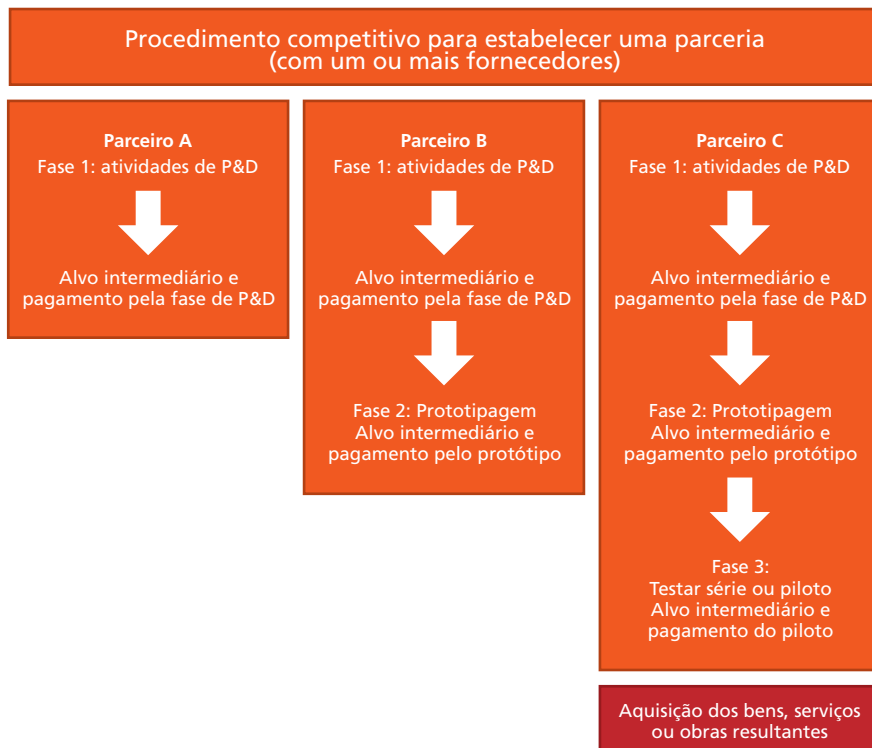 Procedimento competitivo para estabelecer uma parceria
(com um ou mais fornecedores)
Parceiro A
Fase 1: atividades de P&D
Alvo intermediário e
pagamento pela fase de P&D
Parceiro B
Fase 1: atividades de P&D
Alvo intermediário e
pagamento pela fase de P&D
Fase 2: Prototipagem
Alvo intermediário e
pagamento pelo protótipo
Parceiro C
Fase 1: atividades de P&D
Alvo intermediário e
pagamento pela fase de P&D
Fase 2: Prototipagem
Alvo intermediário e
pagamento pelo protótipo
Fase 3:
Testar série ou piloto
Alvo intermediário e
pagamento do piloto
Aquisição dos bens, serviços
ou obras resultantes